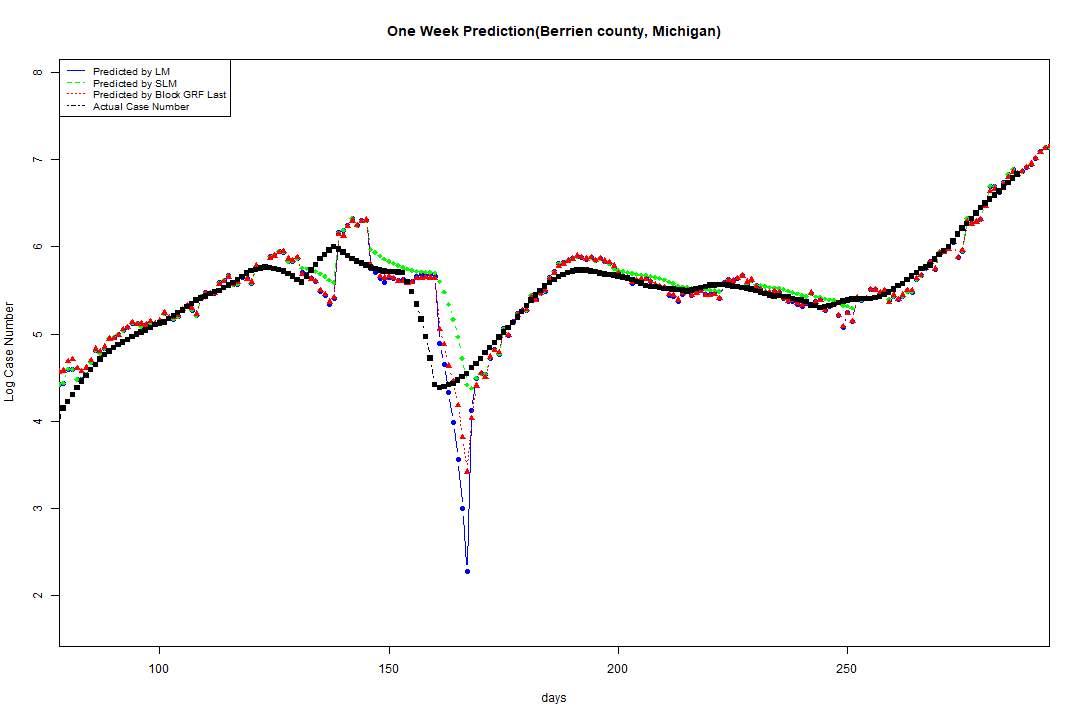 One Week Prediction(Berrien county, Michigan)
Predicted by LM
Predicted by SLM
Predicted by Block GRF Last
Actual Case Number
8
7
6
5
4
3
2
Log Case Number
100
150
200
250
days